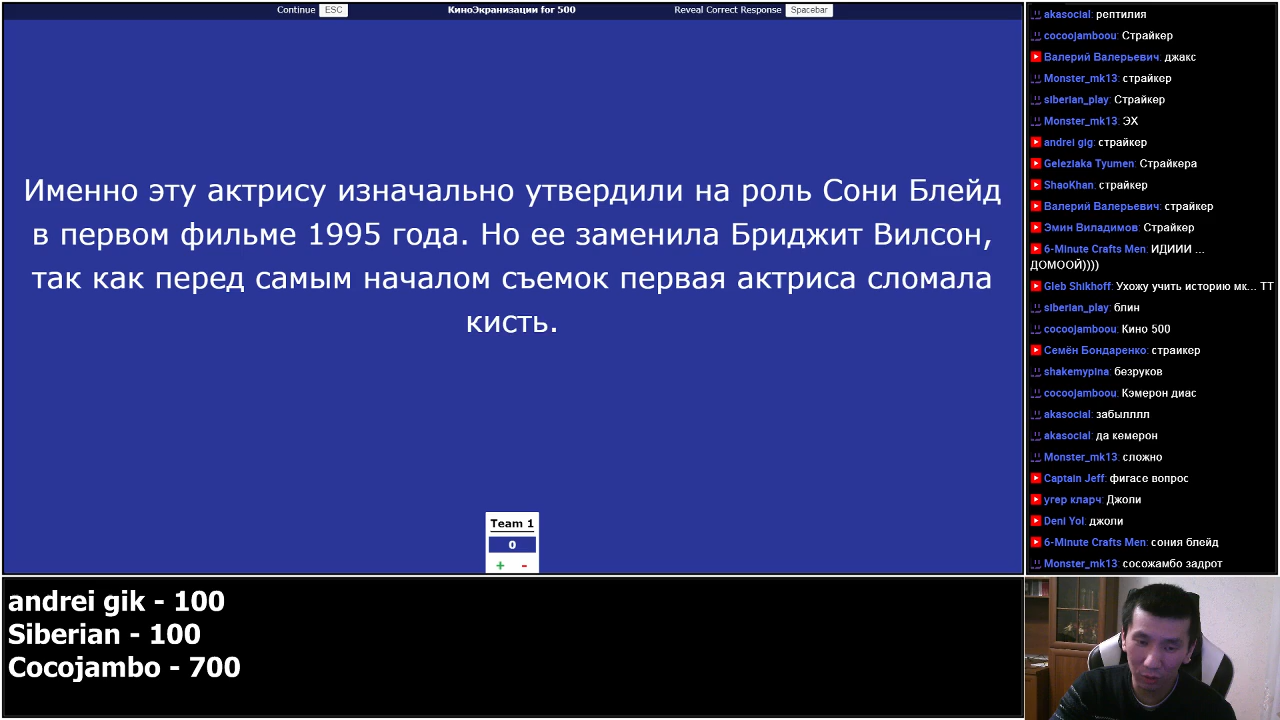 Continue ESC
КиноЭкранизации for 500
Reveal Correct Response Spacebar
Именно эту актрису изначально утвердили на роль Сони Блейд
в первом фильме 1995 года. Но ее заменила Бриджит Вилсон,
так как перед самым началом съемок первая актриса сломала
кисть.
Team 1
0
+ -
akasocial: рептилия
cocoojamboou: Страйкер
Валерий Валерьевич: джакс
Monster_mk13: страйкер
siberian_play: Страйкер
Monster_mk13: ЭХ
andrei gig: страйкер
Geleziaka Tyumen: Страйкера
ShaoKhan: страйкер
Валерий Валерьевич: страйкер
Эмин Виладимов: Страйкер
6-Minute Crafts Men: ИДИИИ ...
ДОМООЙ))))
Gleb Shikhoff: Ухожу учить историю мк... ТТ
siberian_play: блин
cocoojamboou: Кино 500
Семён Бондаренко: страикер
shakemypina: безруков
cocoojamboou: Кэмерон диас
akasocial: забылллл
akasocial: да кемерон
Monster_mk13: сложно
Captain Jeff: фигасе вопрос
угер кларч: Джоли
Deni Yol: джоли
6-Minute Crafts Men: сония блейд
Monster_mk13: сосожамбо задрот
andrei gik - 100
Siberian - 100
Cocojambo - 700